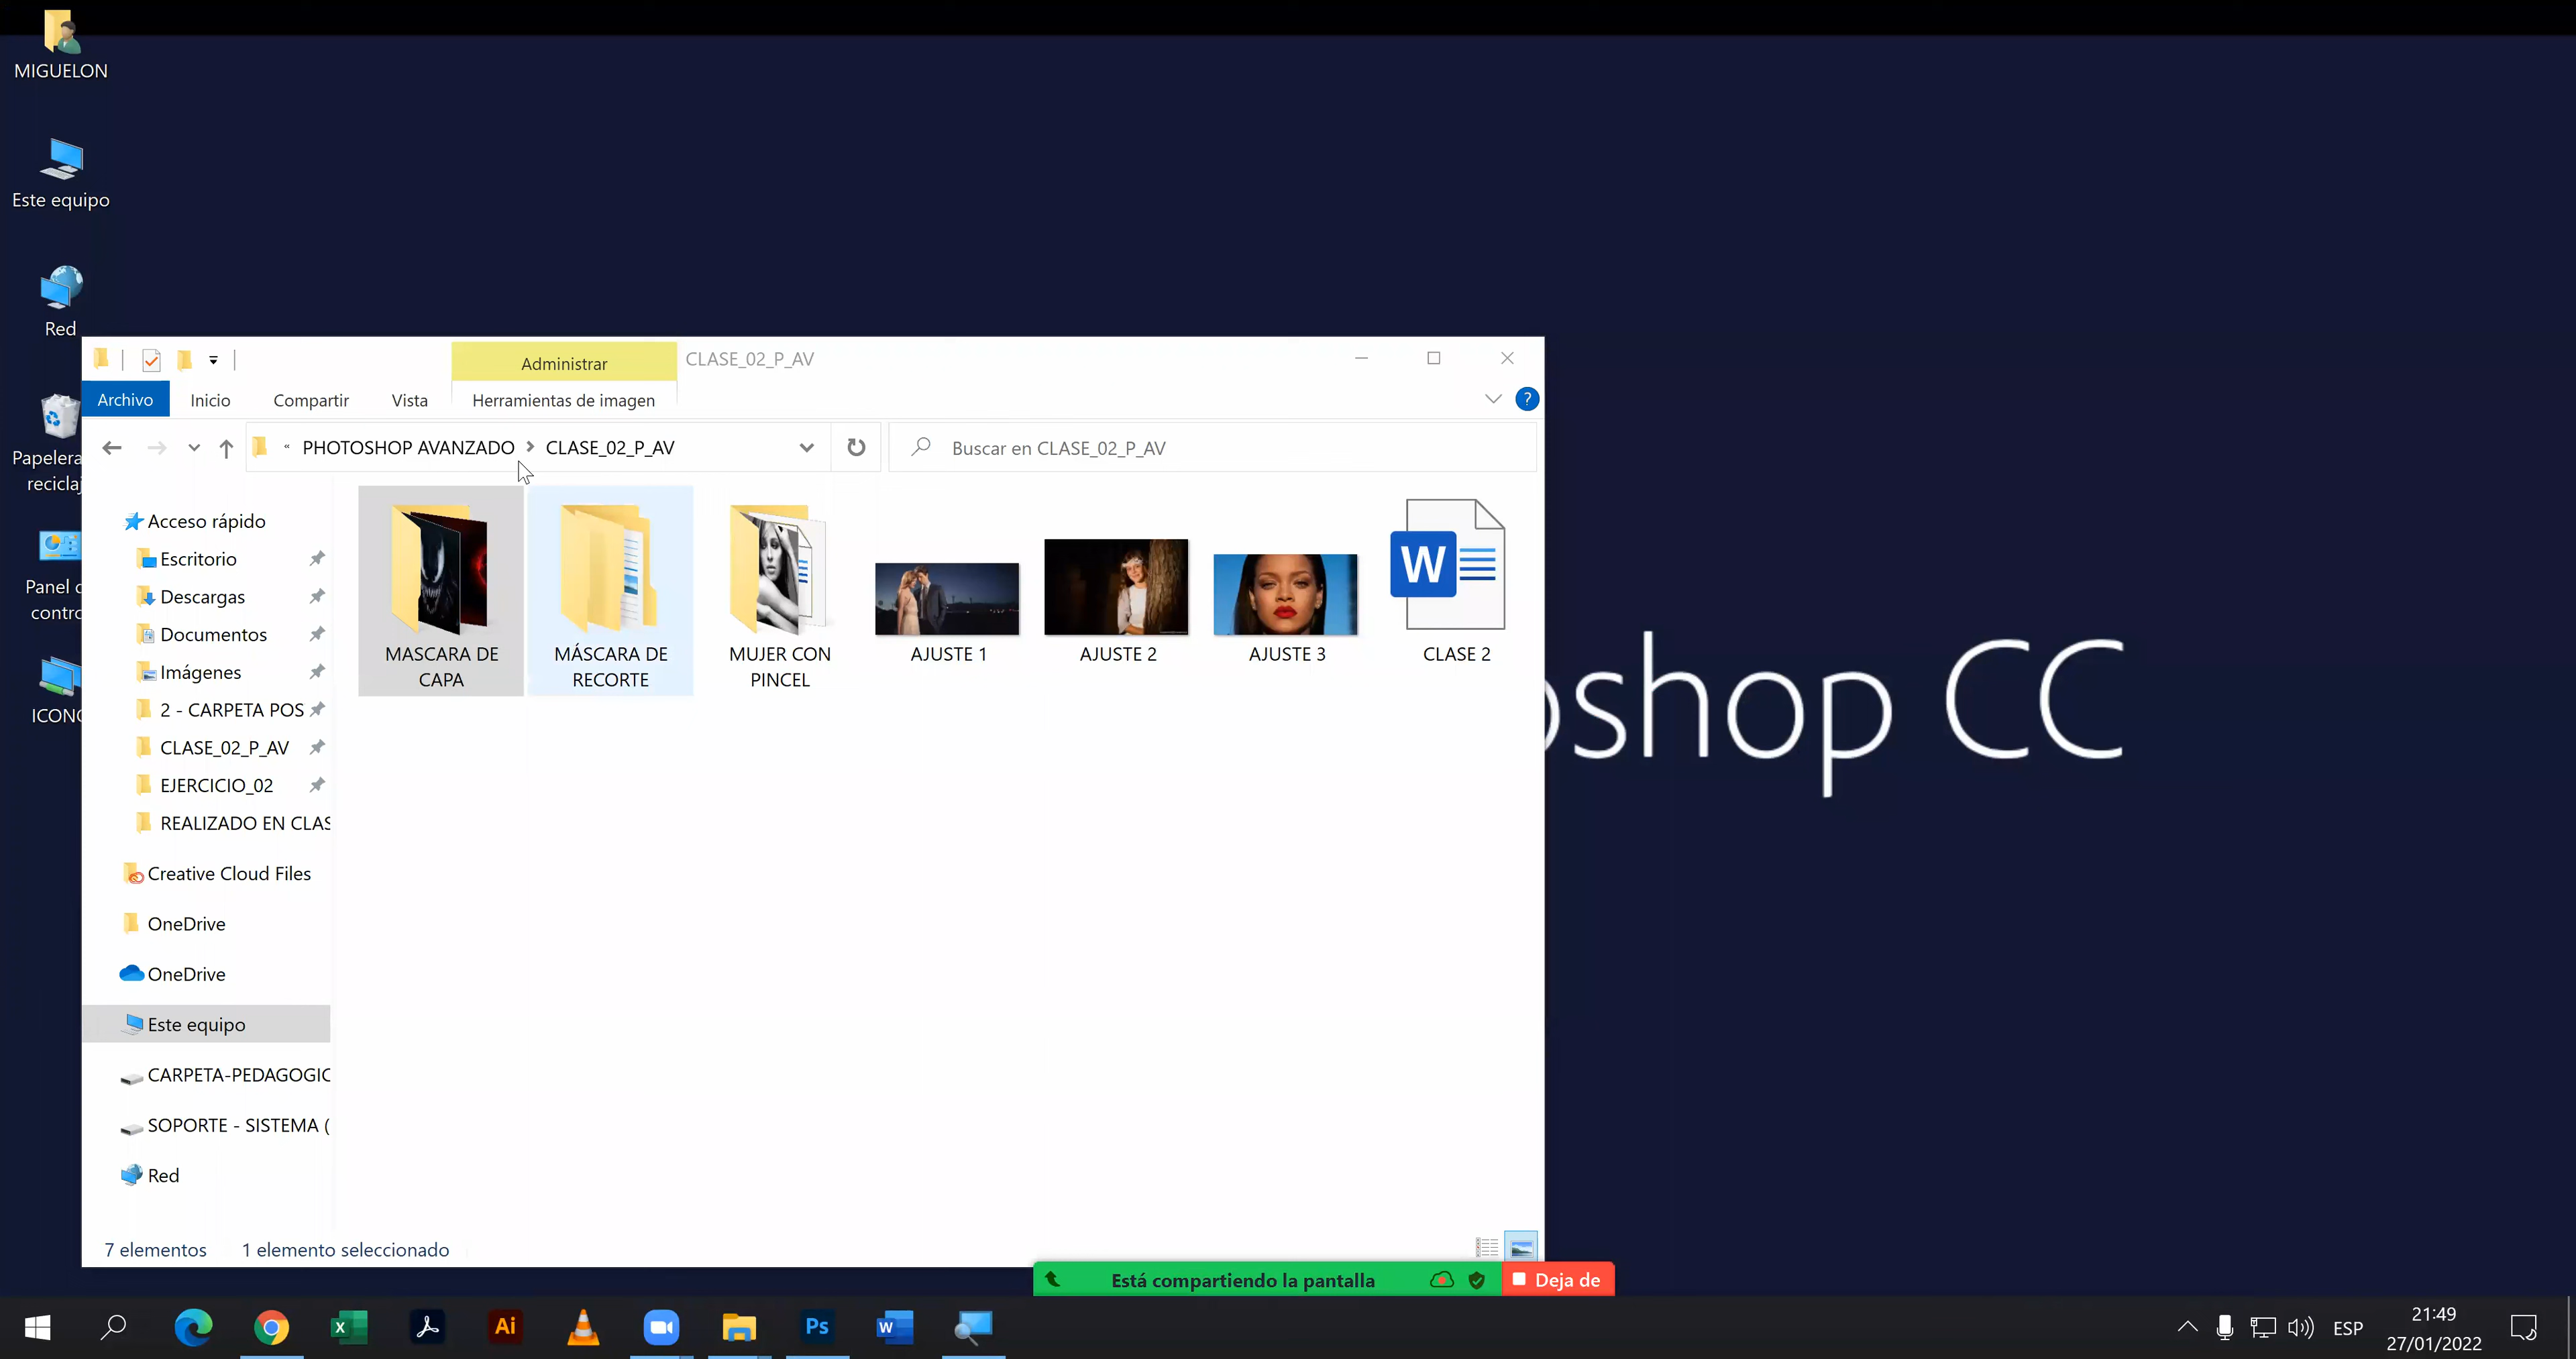 MIGUELON
Este equipo
Red
Papelera
reciclaj
Panel d
contro
ICONO
oshop CC
Administrar
CLASE_02_P_AV
Archivo
Inicio
Compartir
Vista
Herramientas de imagen
?
« PHOTOSHOP AVANZADO > CLASE_02_P_AV
Buscar en CLASE_02_P_AV
Acceso rápido
Escritorio
Descargas
Documentos
Imágenes
2 - CARPETA POS
CLASE_02_P_AV
EJERCICIO_02
REALIZADO EN CLAS
Creative Cloud Files
OneDrive
OneDrive
Este equipo
CARPETA-PEDAGOGIC
SOPORTE - SISTEMA (
Red
MASCARA DE
CAPA
MÁSCARA DE
RECORTE
MUJER CON
PINCEL
AJUSTE 1
AJUSTE 2
AJUSTE 3
W
CLASE 2
7 elementos
1 elemento seleccionado
Está compartiendo la pantalla
Deja de
X
Ai
Ps
W
ESP
21:49
27/01/2022